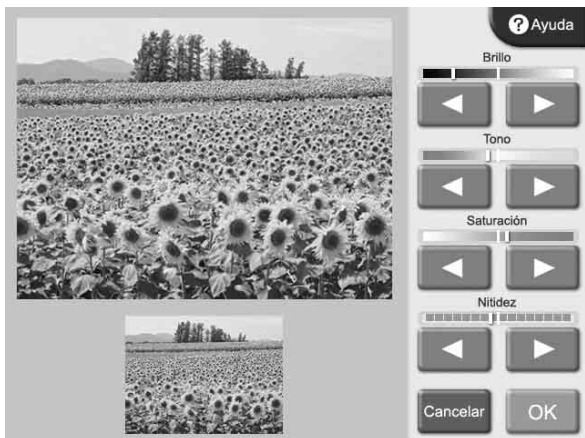 ? Ayuda
Brillo
Tono
Saturación
Nitidez
Cancelar
OK